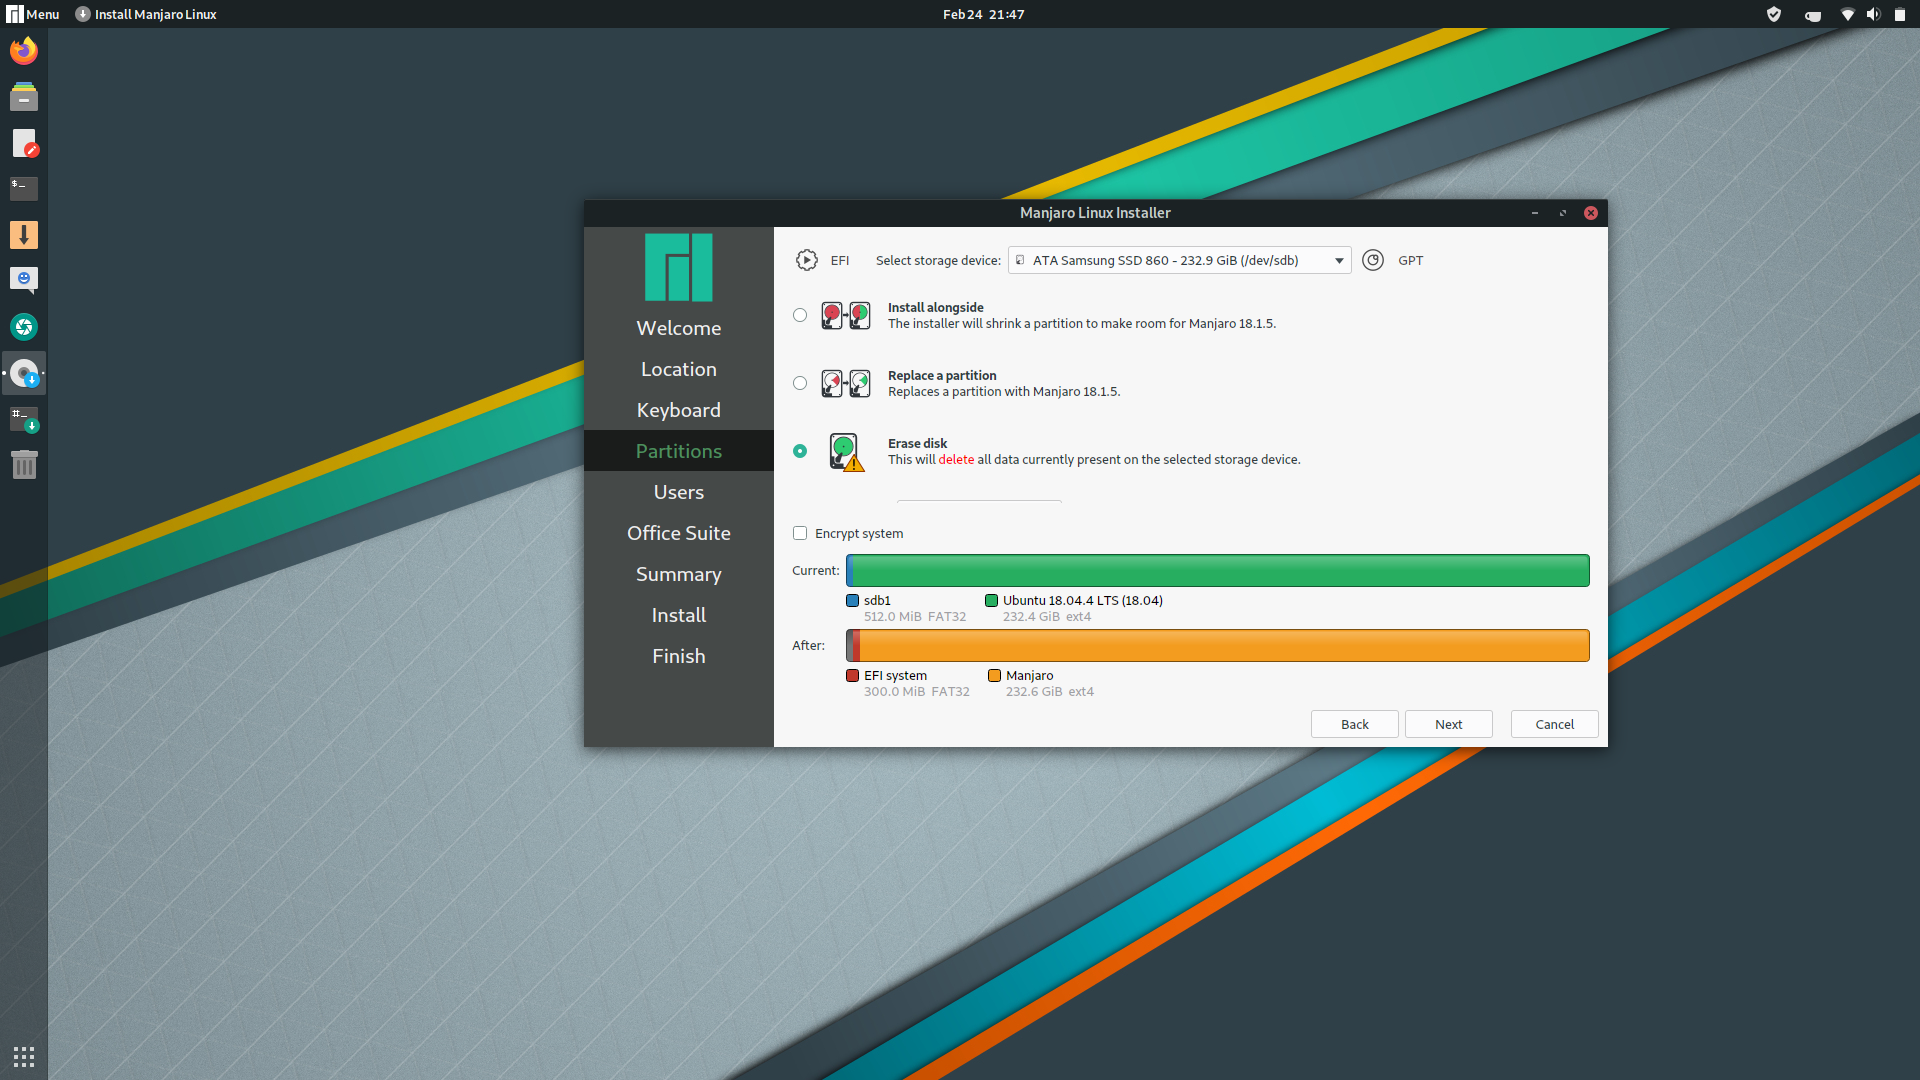 Menu
Install Manjaro Linux
Feb 24 21:47
Manjaro Linux Installer
Welcome
Location
Keyboard
Partitions
Users
Office Suite
Summary
Install
Finish
EFI
Select storage device:
ATA Samsung SSD 860 - 232.9 GiB (/dev/sdb)
GPT
Install alongside
The installer will shrink a partition to make room for Manjaro 18.1.5.
Replace a partition
Replaces a partition with Manjaro 18.1.5.
Erase disk
This will delete all data currently present on the selected storage device.
Encrypt system
Current:
sdb1
512.0 MiB FAT32
Ubuntu 18.04.4 LTS (18.04)
232.4 GiB ext4
After:
EFI system
300.0 MiB FAT32
Manjaro
232.6 GiB ext4
Back
Next
Cancel